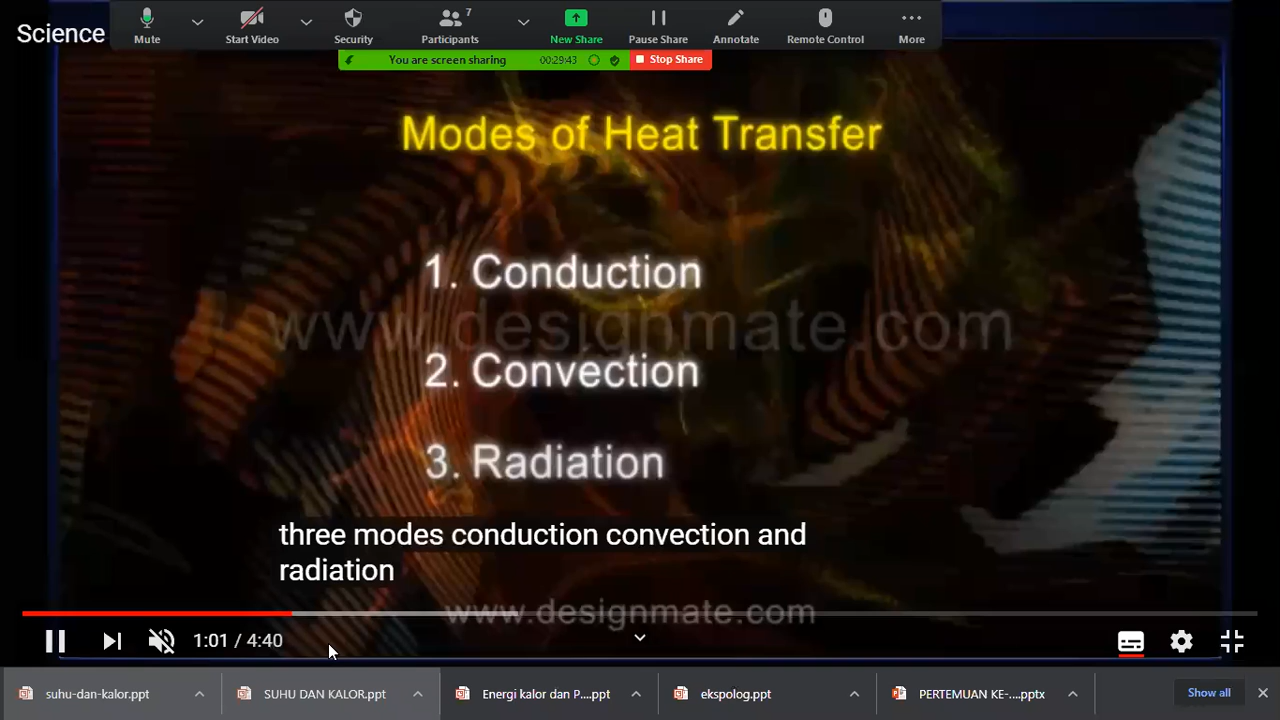 Science
Mute
Start Video
Security
Participants
7
New Share
Pause Share
Annotate
Remote Control
More
You are screen sharing
00:29:43
Stop Share
Modes of Heat Transfer
1. Conduction
www.designmate.com
2. Convection
3. Radiation
three modes conduction convection and
radiation
www.designmate.com
1:01 / 4:40
suhu-dan-kalor.ppt
SUHU DAN KALOR.ppt
Energi kalor dan P....ppt
ekspolog.ppt
PERTEMUAN KE-....pptx
Show all